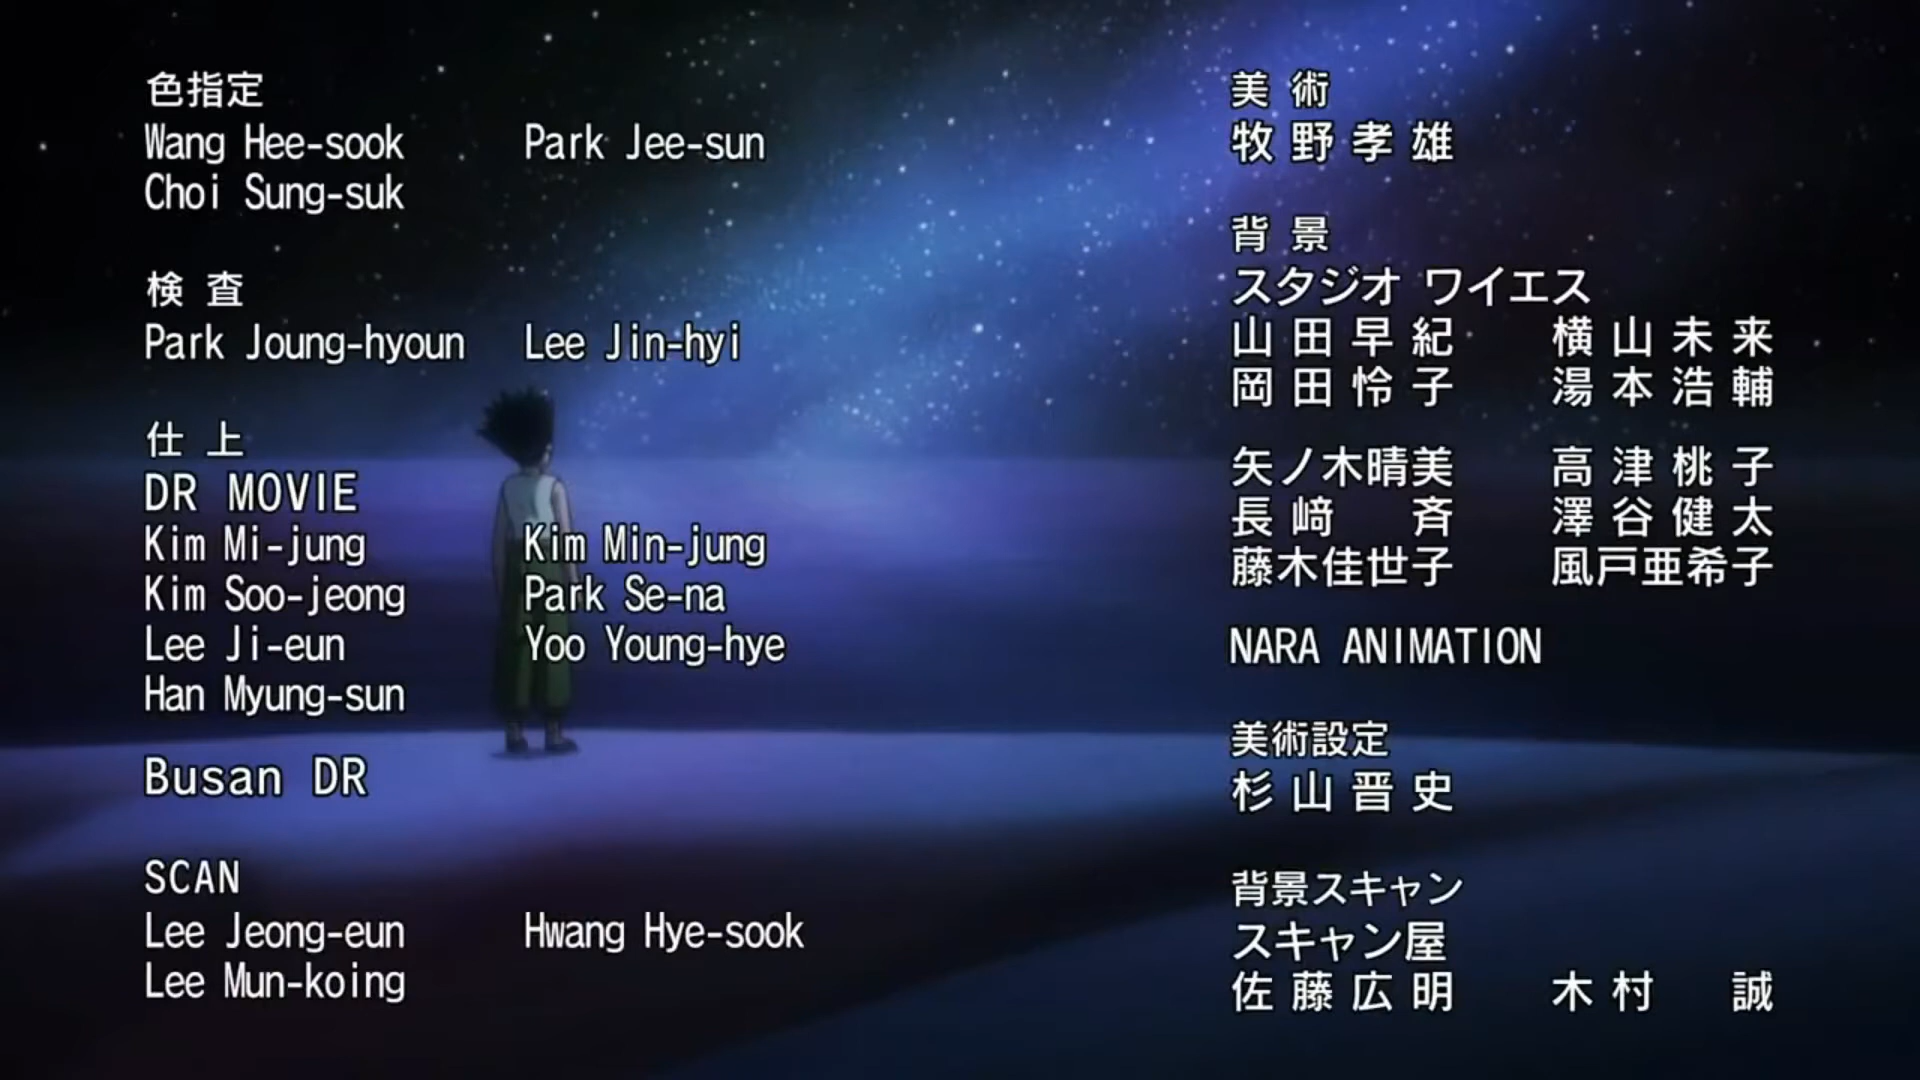 色指定
Wang Hee-sook Park Jee-sun
Choi Sung-suk
検査
Park Joung-hyoun Lee Jin-hyi
仕上
DR MOVIE
Kim Mi-jung Kim Min-jung
Kim Soo-jeong Park Se-na
Lee Ji-eun Yoo Young-hye
Han Myung-sun
Busan DR
SCAN
Lee Jeong-eun Hwang Hye-sook
Lee Mun-koing
美術
牧野孝雄
背景
スタジオ ワイエス
山田早紀 横山未来
岡田怜子 湯本浩輔
矢ノ木晴美 高津桃子
長﨑 斉 澤谷健太
藤木佳世子 風戸亜希子
NARA ANIMATION
美術設定
杉山晋史
背景スキャン
スキャン屋
佐藤広明 木村 誠